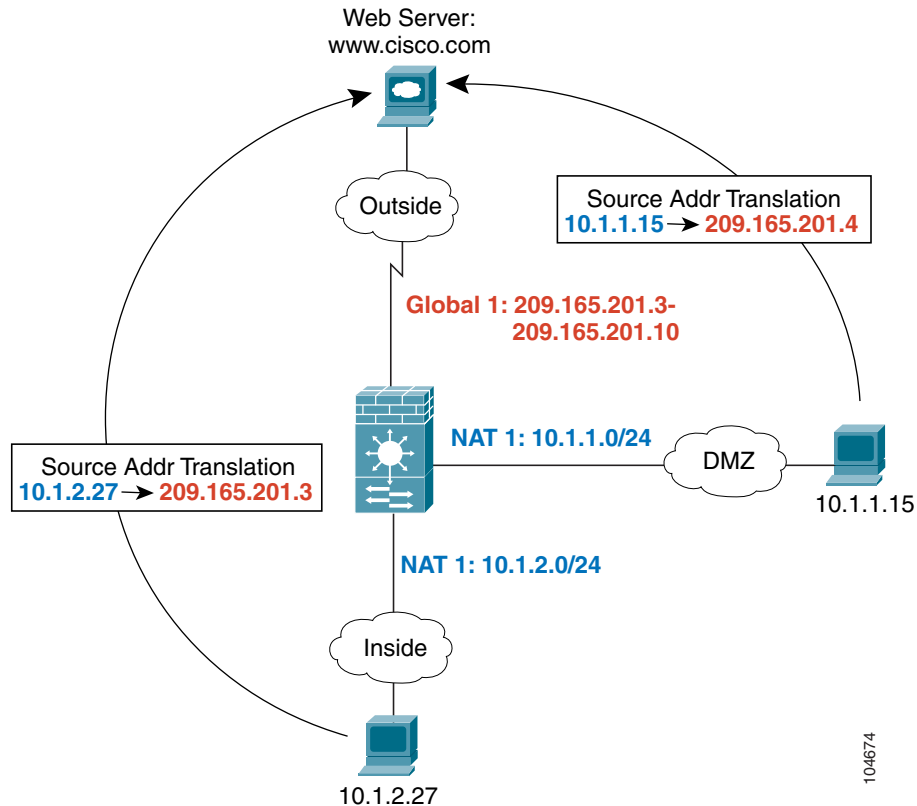 Web Server:
www.cisco.com
Outside
Source Addr Translation
10.1.1.15 → 209.165.201.4
Global 1: 209.165.201.3-
209.165.201.10
NAT 1: 10.1.1.0/24
DMZ
10.1.1.15
Source Addr Translation
10.1.2.27 → 209.165.201.3
NAT 1: 10.1.2.0/24
Inside
10.1.2.27
104674